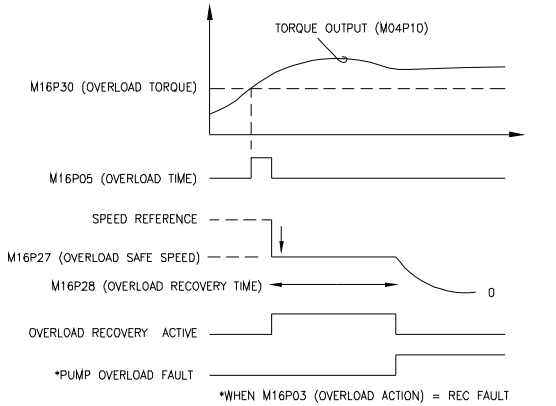 TORQUE OUTPUT (M04P10)
M16P30 (OVERLOAD TORQUE)
M16P05 (OVERLOAD TIME)
SPEED REFERENCE
M16P27 (OVERLOAD SAFE SPEED)
M16P28 (OVERLOAD RECOVERY TIME)
0
OVERLOAD RECOVERY ACTIVE
*PUMP OVERLOAD FAULT
*WHEN M16P03 (OVERLOAD ACTION) = REC FAULT